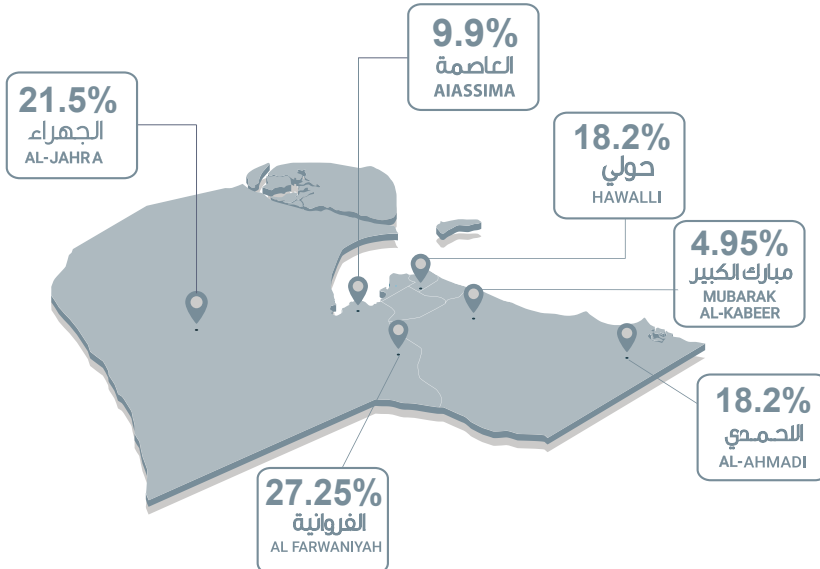 9.9%
العاصمة
AIASSIMA
21.5%
الجهراء
AL-JAHRA
18.2%
حولي
HAWALLI
4.95%
مبارك الكبير
MUBARAK
AL-KABEER
18.2%
الاحمدي
AL-AHMADI
27.25%
الفروانية
AL FARWANIYAH